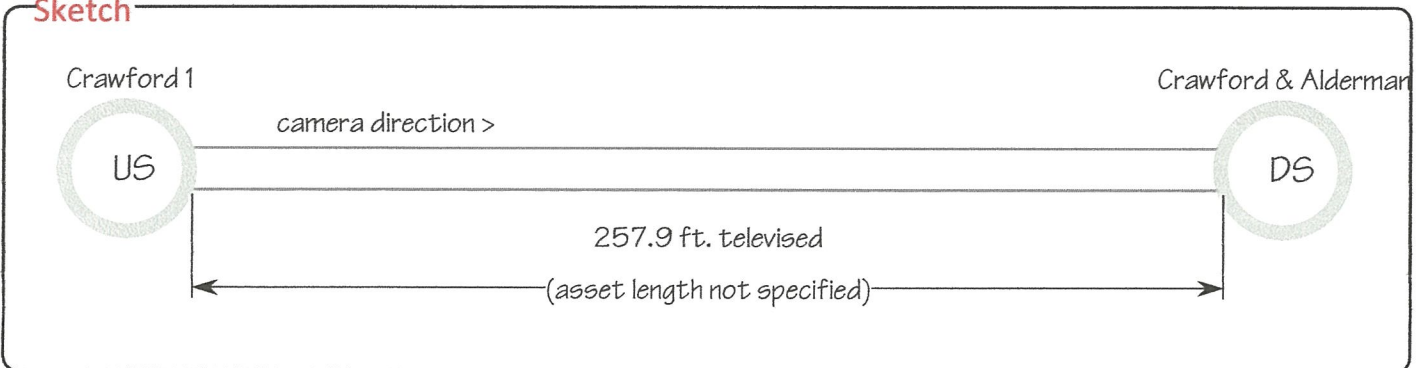 Sketch
Crawford 1
Crawford & Alderman
camera direction >
US
DS
257.9 ft. televised
(asset length not specified)